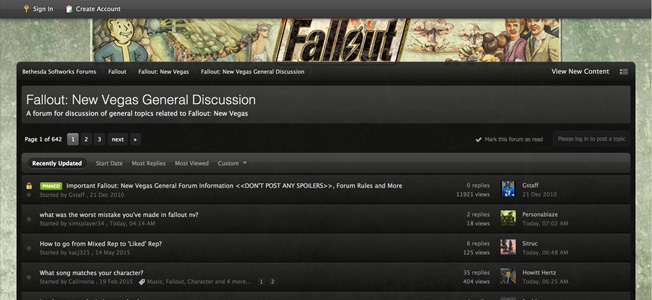 Sign In Create Account
Fallout
Bethesda Softworks Forums Fallout Fallout: New Vegas Fallout: New Vegas General Discussion View New Content
Fallout: New Vegas General Discussion
A forum for discussion of general topics related to Fallout: New Vegas
Page 1 of 642 1 2 3 next » Mark this forum as read Please log in to post a topic
Recently Updated Start Date Most Replies Most Viewed Custom
PINNED Important Fallout: New Vegas General Forum Information <<DON'T POST ANY SPOILERS>>, Forum Rules and More 0 replies Gstaff
Started by Gstaff , 21 Dec 2010 11921 views 21 Dec 2010
what was the worst mistake you've made in fallout nv? 2 replies Personablaze
Started by simsplayer34 , Today, 04:14 AM 18 views Today, 07:02 AM
How to go from Mixed Rep to 'Liked' Rep? 6 replies Sitruc
Started by kacj321 , 14 May 2015 125 views Today, 06:48 AM
What song matches your character? 35 replies Howitt Hertz
Started by Callinoria , 19 Feb 2015 Music, Fallout, Character and 4 more... 1 2 404 views Today, 06:25 AM